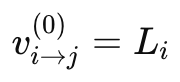 $v_{i \to j}^{(0)} = L_i$